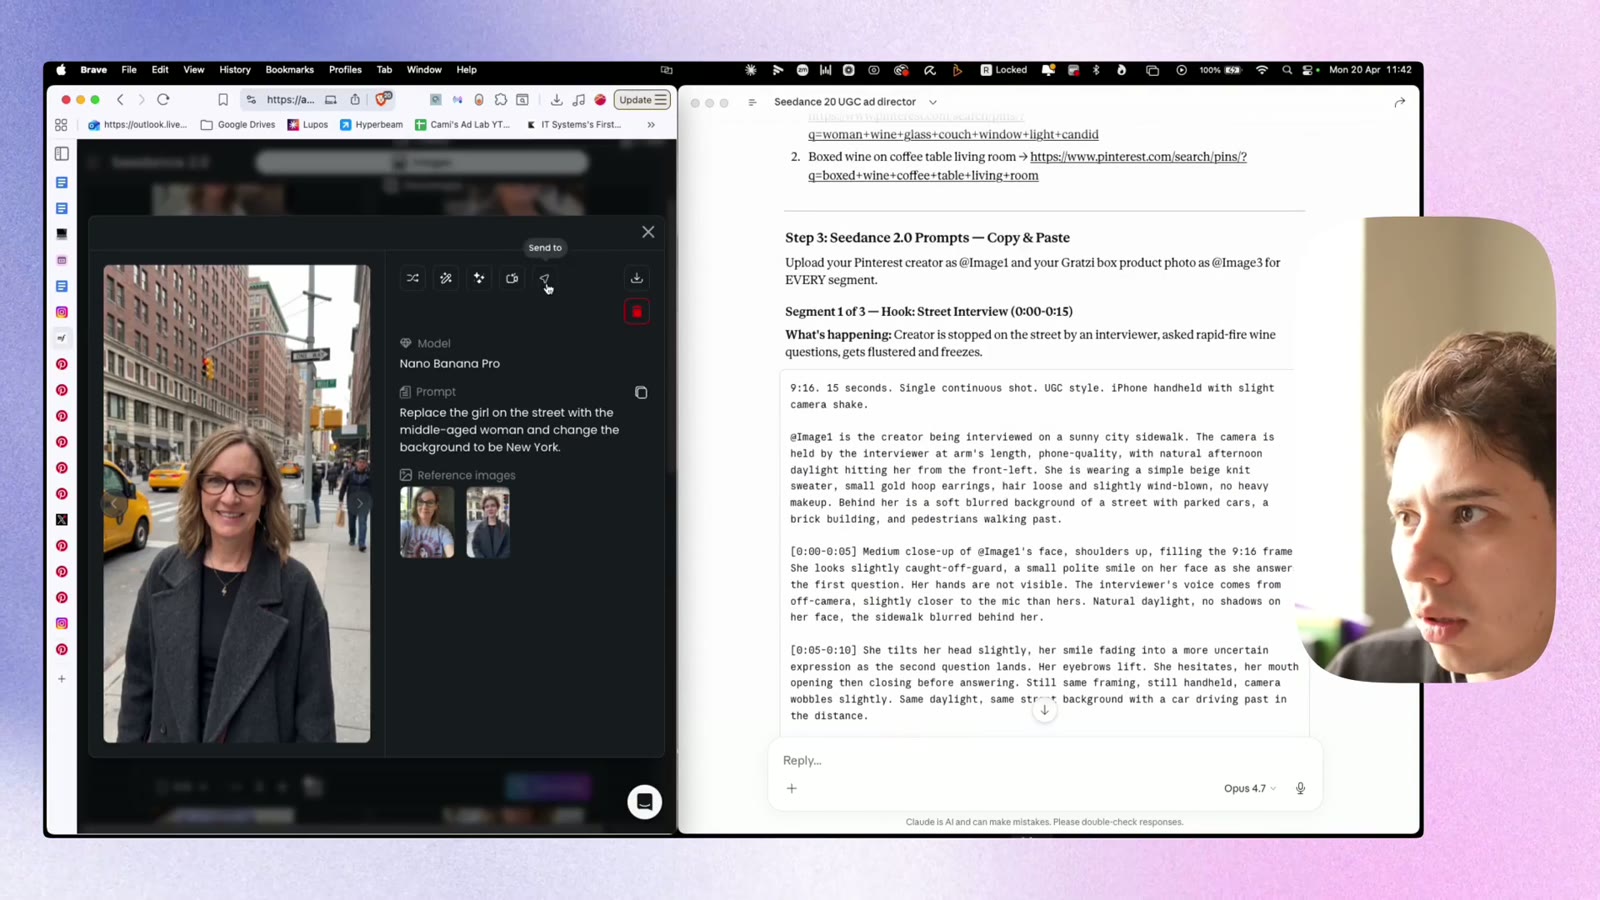 Brave File Edit View History Bookmarks Profiles Tab Window Help
Locked 100% Mon 20 Apr 11:42
https://a... Update
https://outlook.live... Google Drives Lupos Hyperbeam Cami's Ad Lab YT... IT Systems's First... »
Seedance 2.0
Images
Send to
Model
Nano Banana Pro
Prompt
Replace the girl on the street with the
middle-aged woman and change the
background to be New York.
Reference images
ONE WAY
Seedance 20 UGC ad director
https://www.pinterest.com/search/pins/?
q=woman+wine+glass+couch+window+light+candid
2. Boxed wine on coffee table living room → https://www.pinterest.com/search/pins/?
q=boxed+wine+coffee+table+living+room
Step 3: Seedance 2.0 Prompts — Copy & Paste
Upload your Pinterest creator as @Image1 and your Gratzi box product photo as @Image3 for
EVERY segment.
Segment 1 of 3 — Hook: Street Interview (0:00-0:15)
What's happening: Creator is stopped on the street by an interviewer, asked rapid-fire wine
questions, gets flustered and freezes.
9:16. 15 seconds. Single continuous shot. UGC style. iPhone handheld with slight
camera shake.
@Image1 is the creator being interviewed on a sunny city sidewalk. The camera is
held by the interviewer at arm's length, phone-quality, with natural afternoon
daylight hitting her from the front-left. She is wearing a simple beige knit
sweater, small gold hoop earrings, hair loose and slightly wind-blown, no heavy
makeup. Behind her is a soft blurred background of a street with parked cars, a
brick building, and pedestrians walking past.
[0:00-0:05] Medium close-up of @Image1's face, shoulders up, filling the 9:16 frame
She looks slightly caught-off-guard, a small polite smile on her face as she answer
the first question. Her hands are not visible. The interviewer's voice comes from
off-camera, slightly closer to the mic than hers. Natural daylight, no shadows on
her face, the sidewalk blurred behind her.
[0:05-0:10] She tilts her head slightly, her smile fading into a more uncertain
expression as the second question lands. Her eyebrows lift. She hesitates, her mouth
opening then closing before answering. Still same framing, still handheld, camera
wobbles slightly. Same daylight, same street background with a car driving past in
the distance.
Reply...
Opus 4.7
Claude is AI and can make mistakes. Please double-check responses.